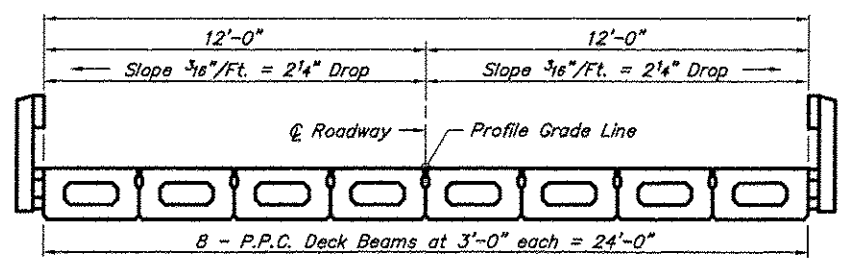 12'-0" 12'-0"
Slope 3/16"/Ft. = 2 1/4" Drop Slope 3/16"/Ft. = 2 1/4" Drop
℄ Roadway Profile Grade Line
8 - P.P.C. Deck Beams at 3'-0" each = 24'-0"